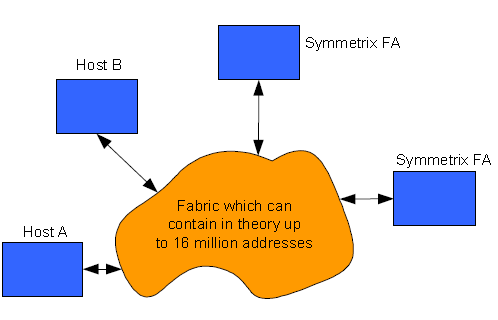 Symmetrix FA
Host B
Symmetrix FA
Fabric which can
contain in theory up
to 16 million addresses
Host A